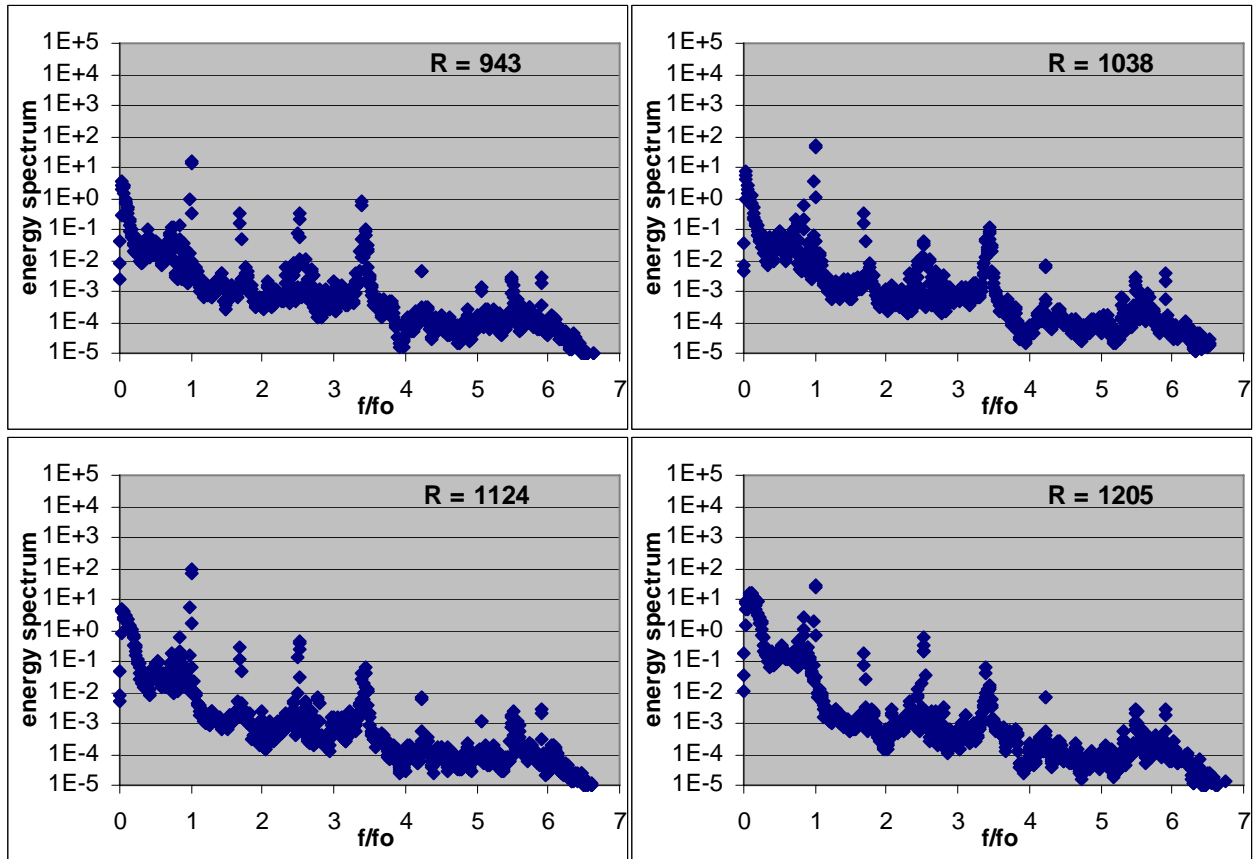 R = 943
energy spectrum
1E+5
1E+4
1E+3
1E+2
1E+1
1E+0
1E-1
1E-2
1E-3
1E-4
1E-5
0 1 2 3 4 5 6 7
f/fo
R = 1038
energy spectrum
1E+5
1E+4
1E+3
1E+2
1E+1
1E+0
1E-1
1E-2
1E-3
1E-4
1E-5
0 1 2 3 4 5 6 7
f/fo
R = 1124
energy spectrum
1E+5
1E+4
1E+3
1E+2
1E+1
1E+0
1E-1
1E-2
1E-3
1E-4
1E-5
0 1 2 3 4 5 6 7
f/fo
R = 1205
energy spectrum
1E+5
1E+4
1E+3
1E+2
1E+1
1E+0
1E-1
1E-2
1E-3
1E-4
1E-5
0 1 2 3 4 5 6 7
f/fo